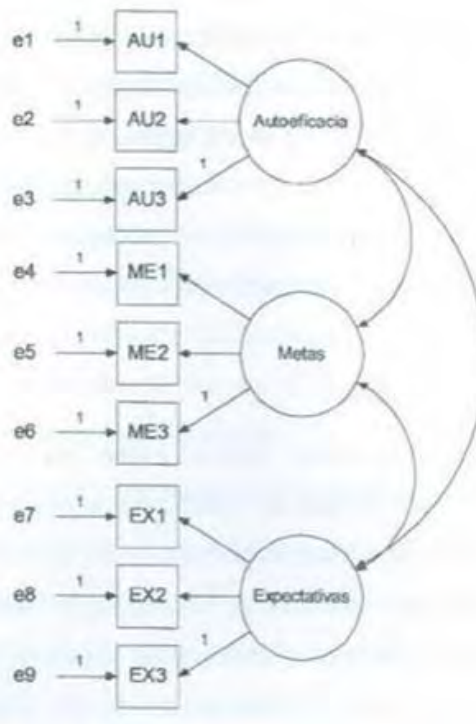 e1 1 AU1
Autoeficacia
e2 1 AU2
1
e3 1 AU3
e4 1 ME1
e5 1 ME2
Metas
1
e6 1 ME3
e7 1 EX1
e8 1 EX2
Expectativas
1
e9 1 EX3